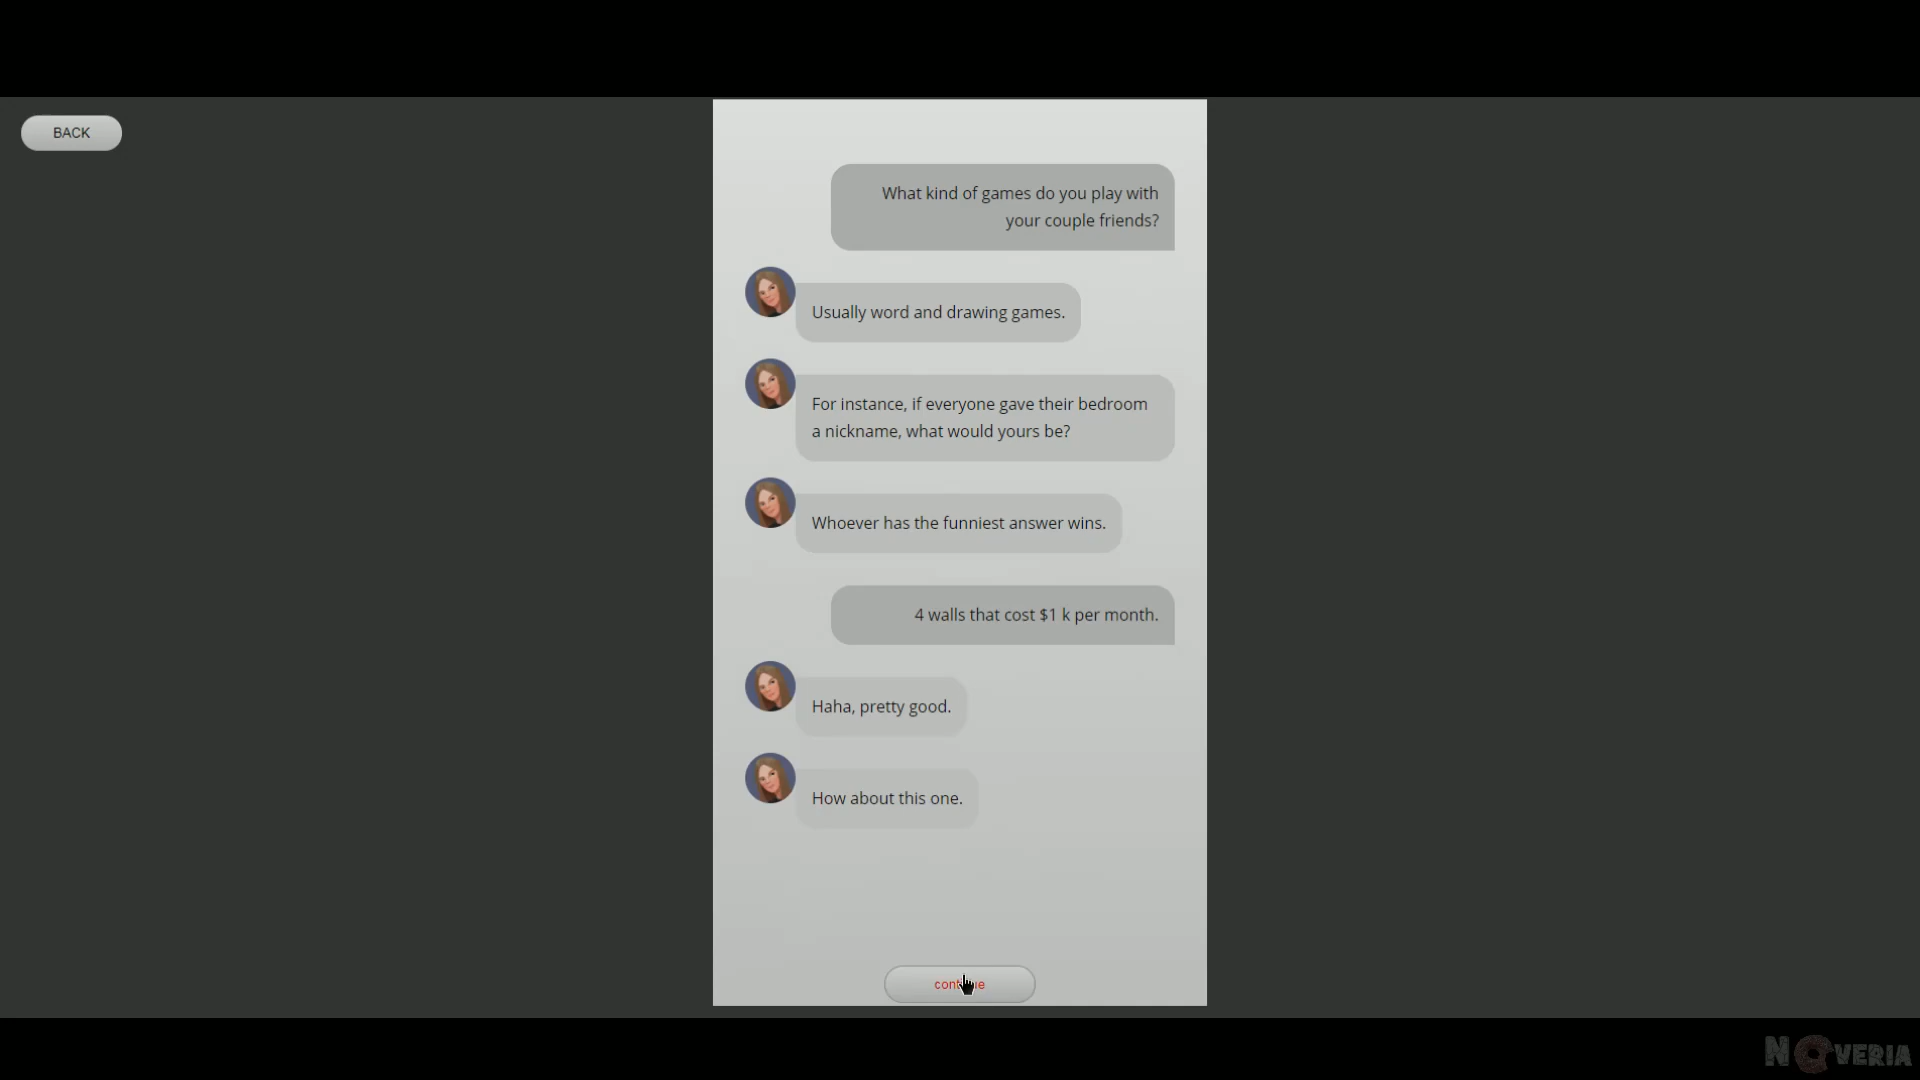 BACK
What kind of games do you play with
your couple friends?
Usually word and drawing games.
For instance, if everyone gave their bedroom
a nickname, what would yours be?
Whoever has the funniest answer wins.
4 walls that cost $1 k per month.
Haha, pretty good.
How about this one.
continue
NOVERIA